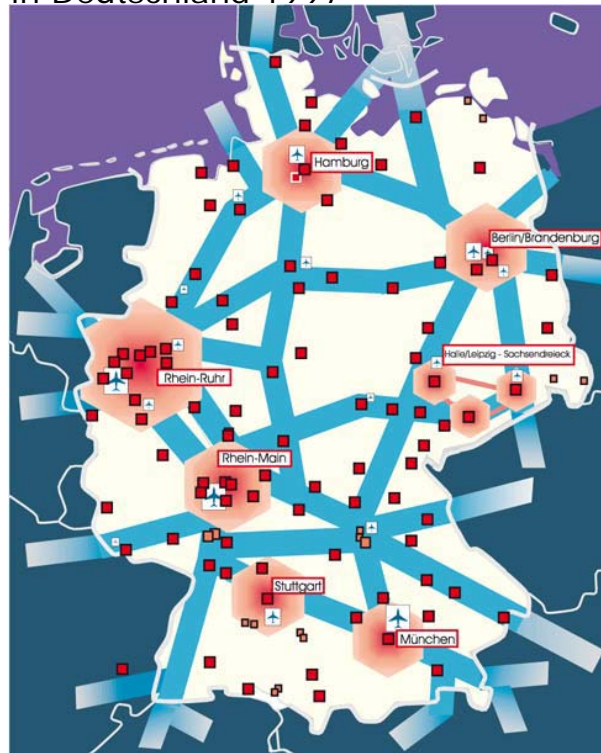 in Deutschland 1997
Hamburg
Berlin/Brandenburg
Halle/Leipzig - Sachsendreieck
Rhein-Ruhr
Rhein-Main
Stuttgart
München